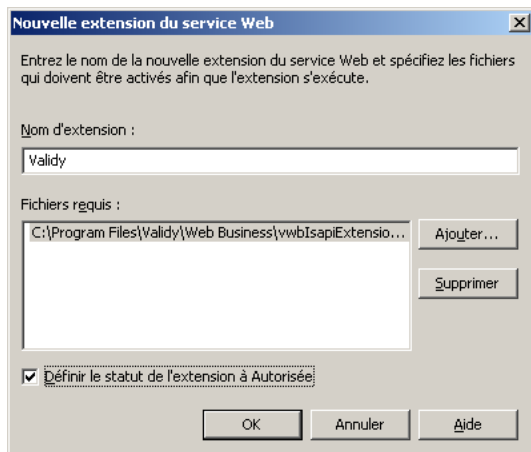 Nouvelle extension du service Web
Entrez le nom de la nouvelle extension du service Web et spécifiez les fichiers
qui doivent être activés afin que l'extension s'exécute.
Nom d'extension :
Validy
Fichiers requis :
C:\Program Files\Validy\Web Business\vwbIsapiExtensio...
Ajouter...
Supprimer
Définir le statut de l'extension à Autorisée
OK
Annuler
Aide